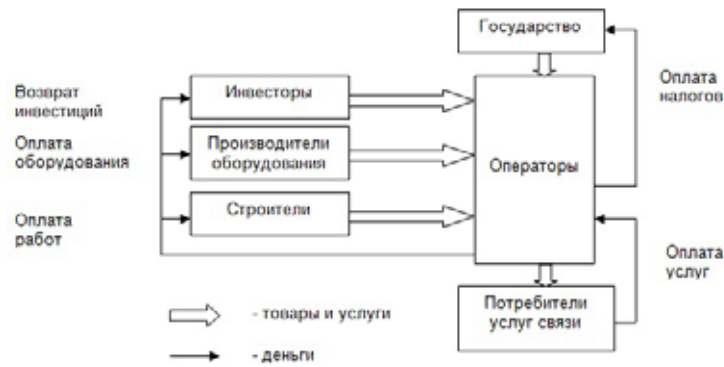 Государство
Возврат
инвестиций
Инвесторы
Оплата
налогов
Оплата
оборудования
Производители
оборудования
Операторы
Оплата
работ
Строители
Оплата
услуг
Потребители
услуг связи
- товары и услуги
- деньги